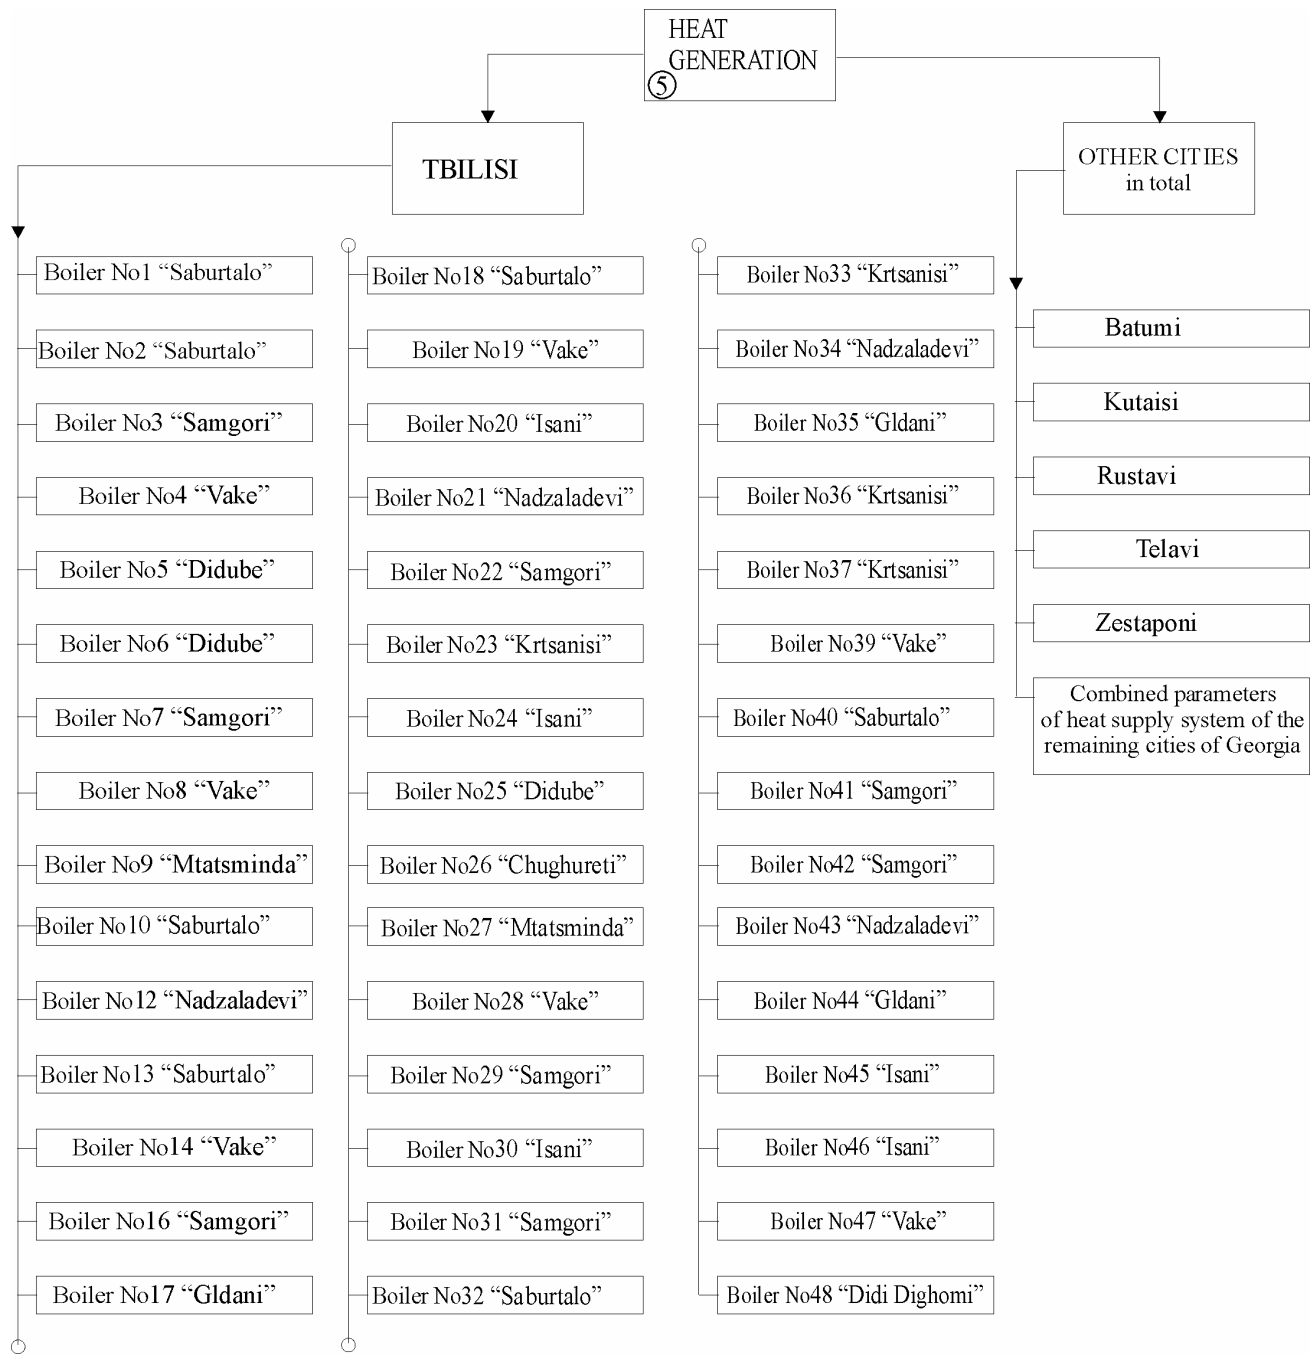 HEAT
GENERATION
5
TBILISI
OTHER CITIES
in total
Boiler No1 “Saburtalo”
Boiler No2 “Saburtalo”
Boiler No3 “Samgori”
Boiler No4 “Vake”
Boiler No5 “Didube”
Boiler No6 “Didube”
Boiler No7 “Samgori”
Boiler No8 “Vake”
Boiler No9 “Mtatsminda”
Boiler No10 “Saburtalo”
Boiler No12 “Nadzaladevi”
Boiler No13 “Saburtalo”
Boiler No14 “Vake”
Boiler No16 “Samgori”
Boiler No17 “Gldani”
Boiler No18 “Saburtalo”
Boiler No19 “Vake”
Boiler No20 “Isani”
Boiler No21 “Nadzaladevi”
Boiler No22 “Samgori”
Boiler No23 “Krtsanisi”
Boiler No24 “Isani”
Boiler No25 “Didube”
Boiler No26 “Chughureti”
Boiler No27 “Mtatsminda”
Boiler No28 “Vake”
Boiler No29 “Samgori”
Boiler No30 “Isani”
Boiler No31 “Samgori”
Boiler No32 “Saburtalo”
Boiler No33 “Krtsanisi”
Boiler No34 “Nadzaladevi”
Boiler No35 “Gldani”
Boiler No36 “Krtsanisi”
Boiler No37 “Krtsanisi”
Boiler No39 “Vake”
Boiler No40 “Saburtalo”
Boiler No41 “Samgori”
Boiler No42 “Samgori”
Boiler No43 “Nadzaladevi”
Boiler No44 “Gldani”
Boiler No45 “Isani”
Boiler No46 “Isani”
Boiler No47 “Vake”
Boiler No48 “Didi Dighomi”
Batumi
Kutaisi
Rustavi
Telavi
Zestaponi
Combined parameters
of heat supply system of the
remaining cities of Georgia